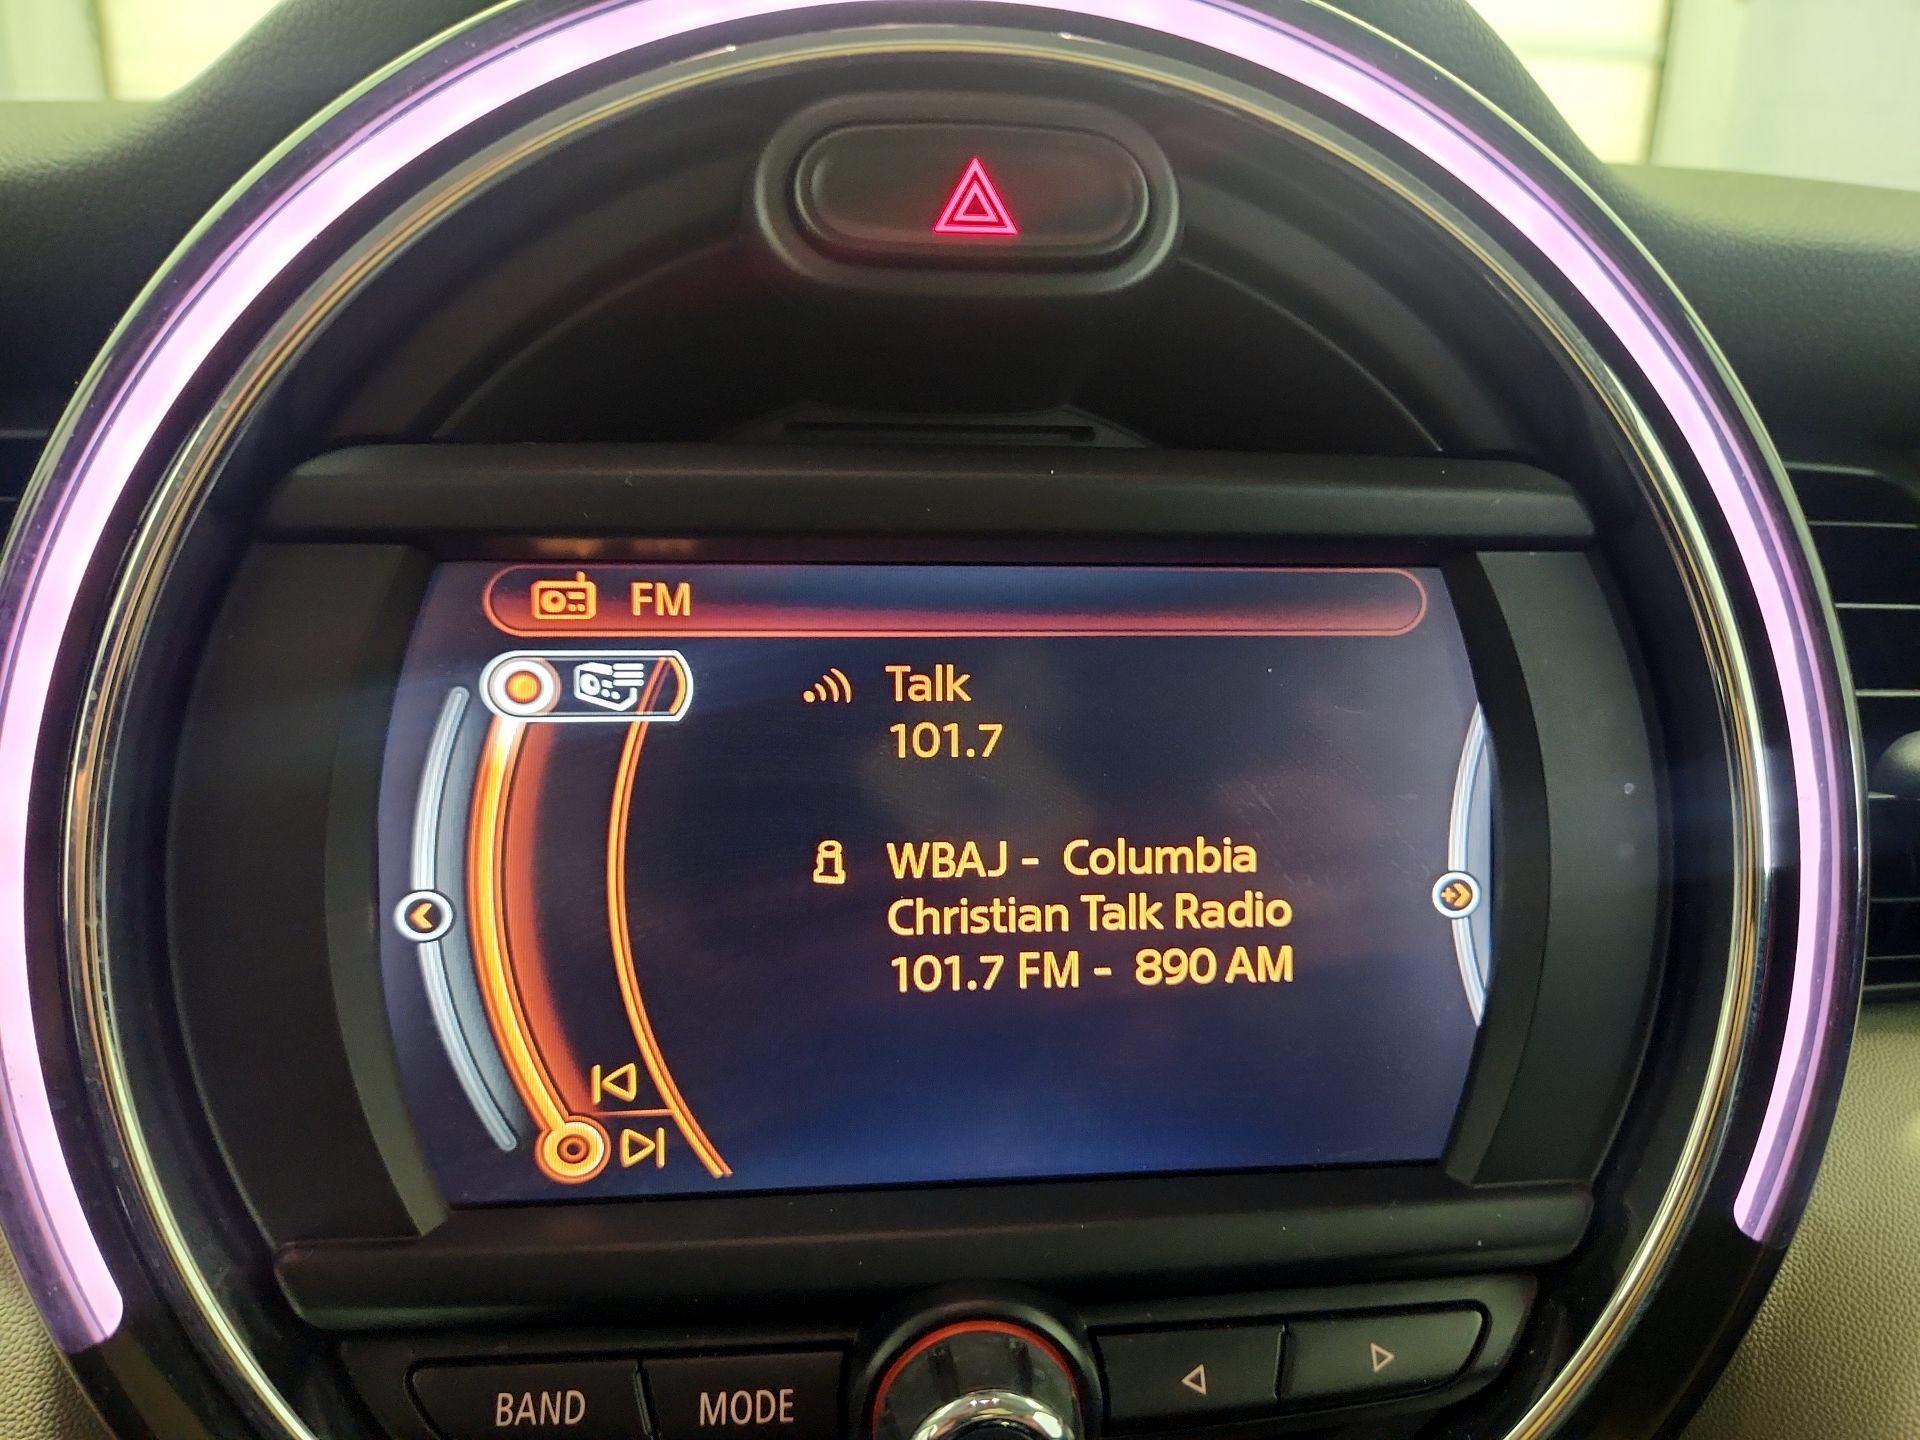 FM
Talk
101.7
WBAJ - Columbia
Christian Talk Radio
101.7 FM - 890 AM
BAND
MODE